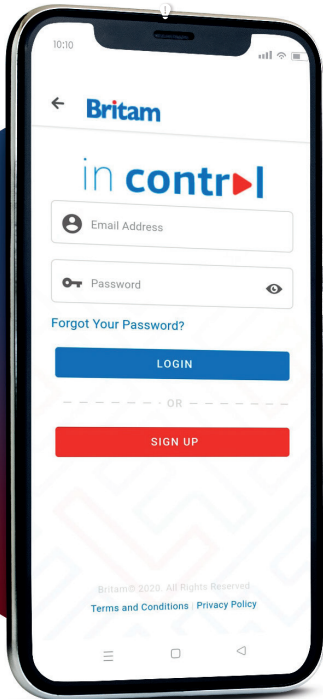 10:10
Britam
in control
Email Address
Password
Forgot Your Password?
LOGIN
OR
SIGN UP
Britam© 2020. All Rights Reserved
Terms and Conditions | Privacy Policy